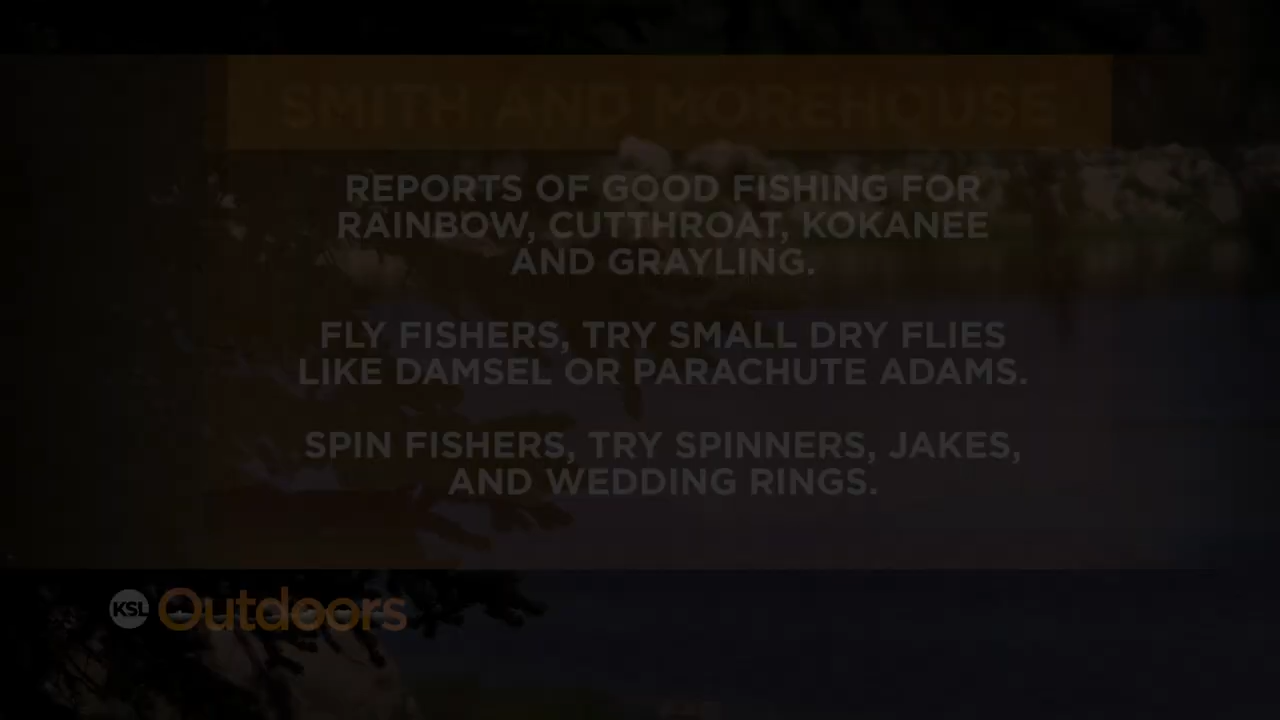 SMITH AND MOREHOUSE
REPORTS OF GOOD FISHING FOR
RAINBOW, CUTTHROAT, KOKANEE
AND GRAYLING.
FLY FISHERS, TRY SMALL DRY FLIES
LIKE DAMSEL OR PARACHUTE ADAMS.
SPIN FISHERS, TRY SPINNERS, JAKES,
AND WEDDING RINGS.
KSL Outdoors